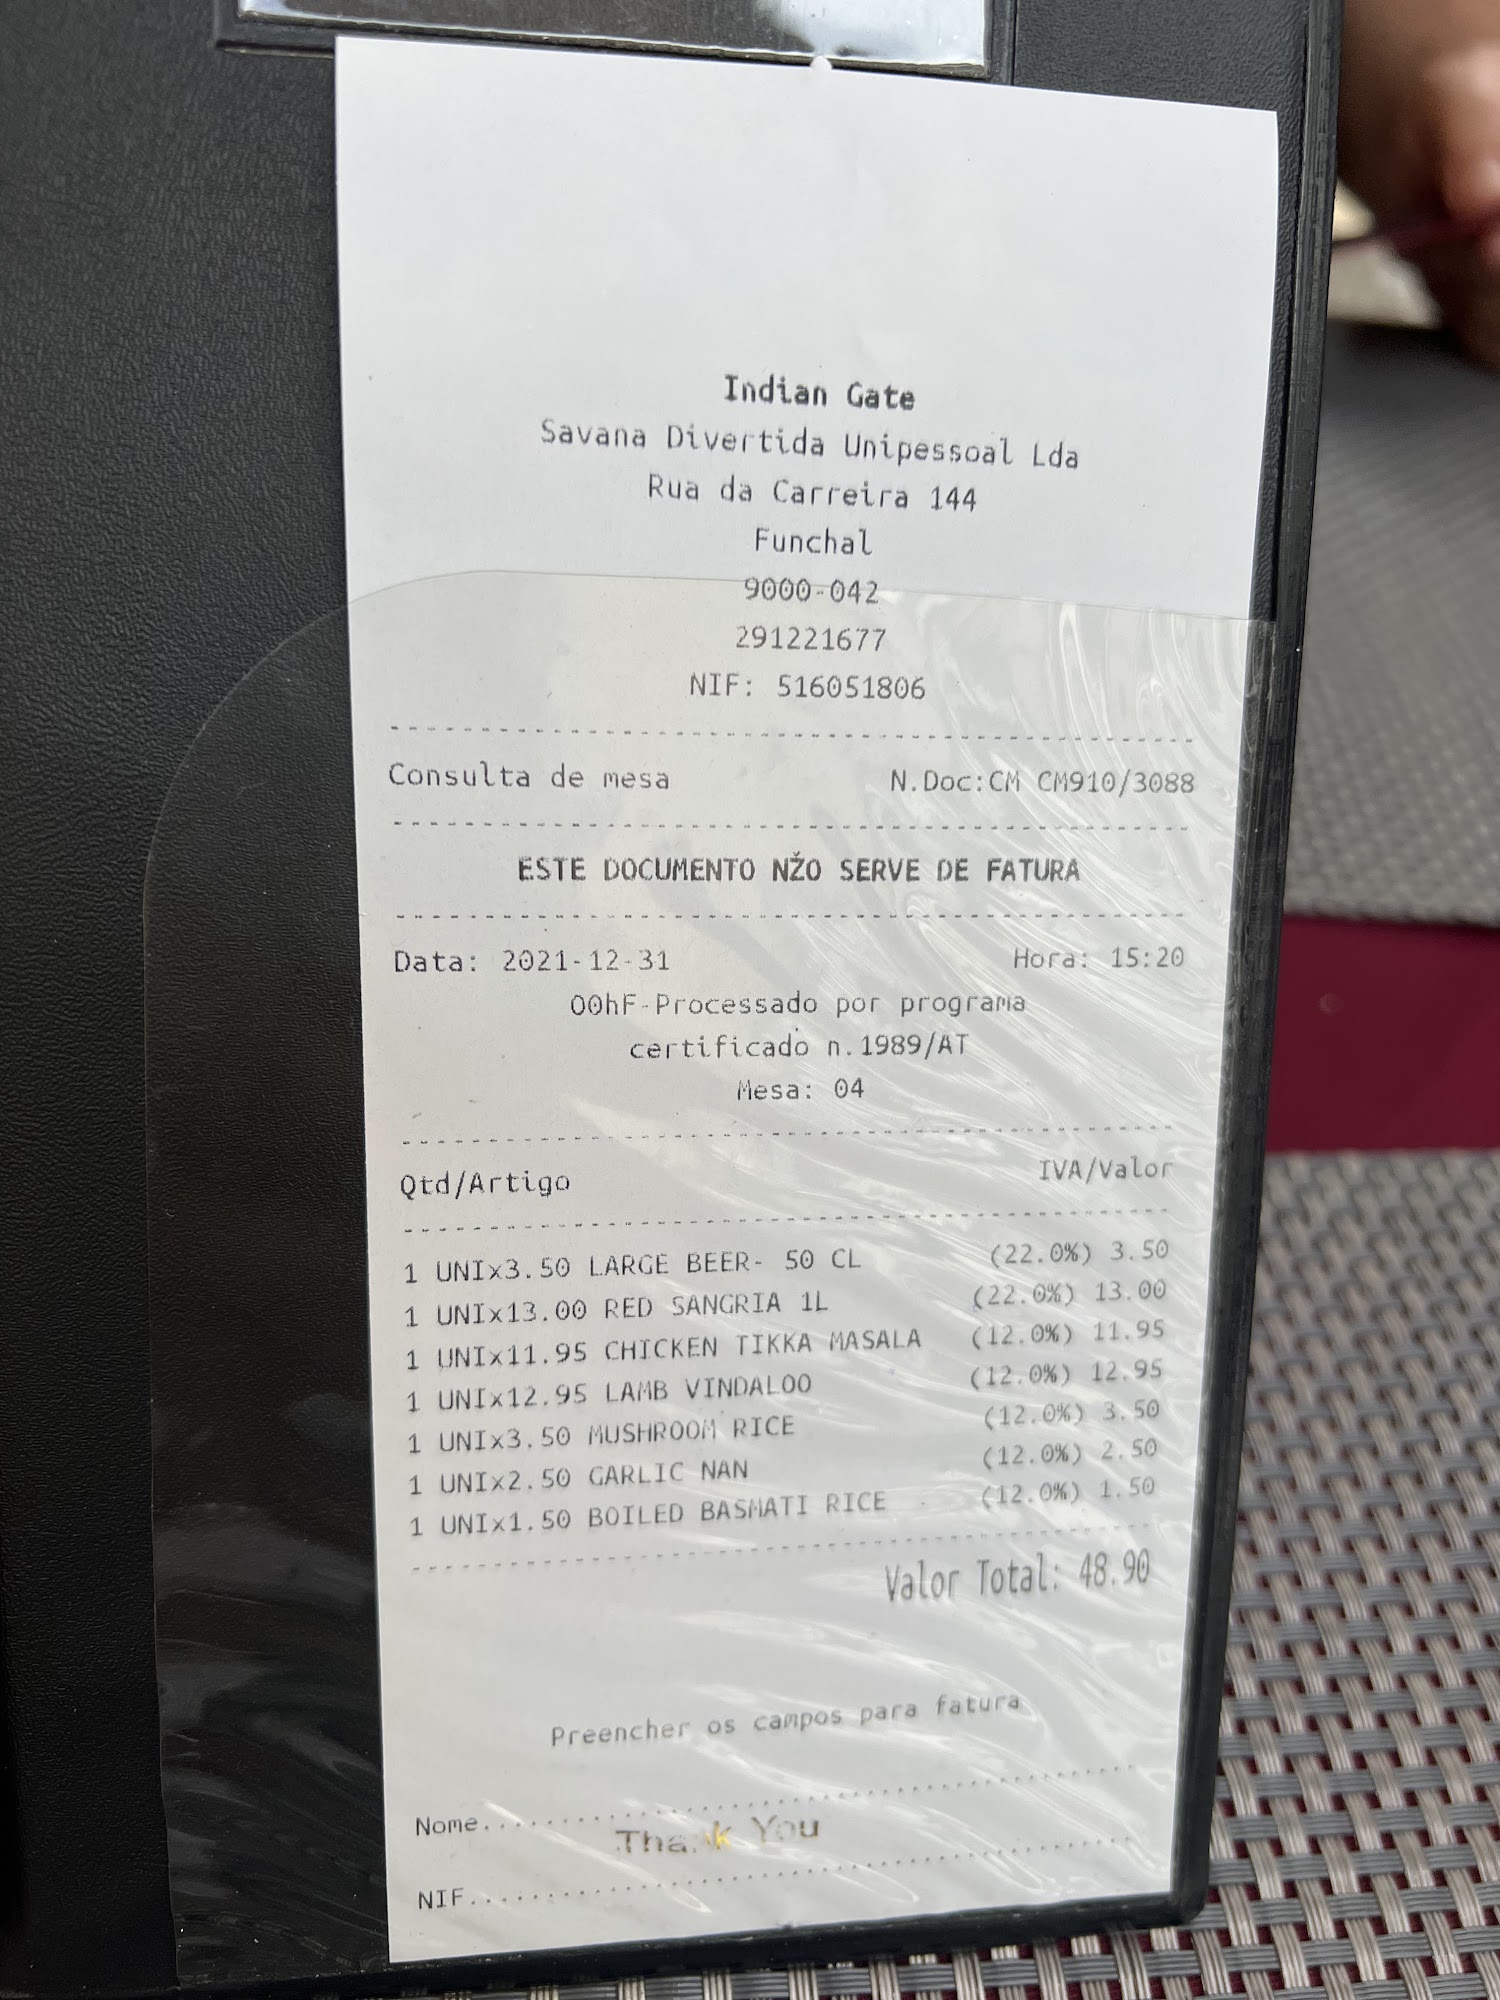 Indian Gate
Savana Divertida Unipessoal Lda
Rua da Carreira 144
Funchal
9000-042
291221677
NIF: 516051806
Consulta de mesa N.Doc:CM CM910/3088
ESTE DOCUMENTO NŽO SERVE DE FATURA
Data: 2021-12-31 Hora: 15:20
OOhF-Processado por programa
certificado n.1989/AT
Mesa: 04
Qtd/Artigo IVA/Valor
1 UNIx3.50 LARGE BEER- 50 CL (22.0%) 3.50
1 UNIx13.00 RED SANGRIA 1L (22.0%) 13.00
1 UNIx11.95 CHICKEN TIKKA MASALA (12.0%) 11.95
1 UNIx12.95 LAMB VINDALOO (12.0%) 12.95
1 UNIx3.50 MUSHROOM RICE (12.0%) 3.50
1 UNIx2.50 GARLIC NAN (12.0%) 2.50
1 UNIx1.50 BOILED BASMATI RICE (12.0%) 1.50
Valor Total: 48.90
Preencher os campos para fatura
Nome
Thank You
NIF